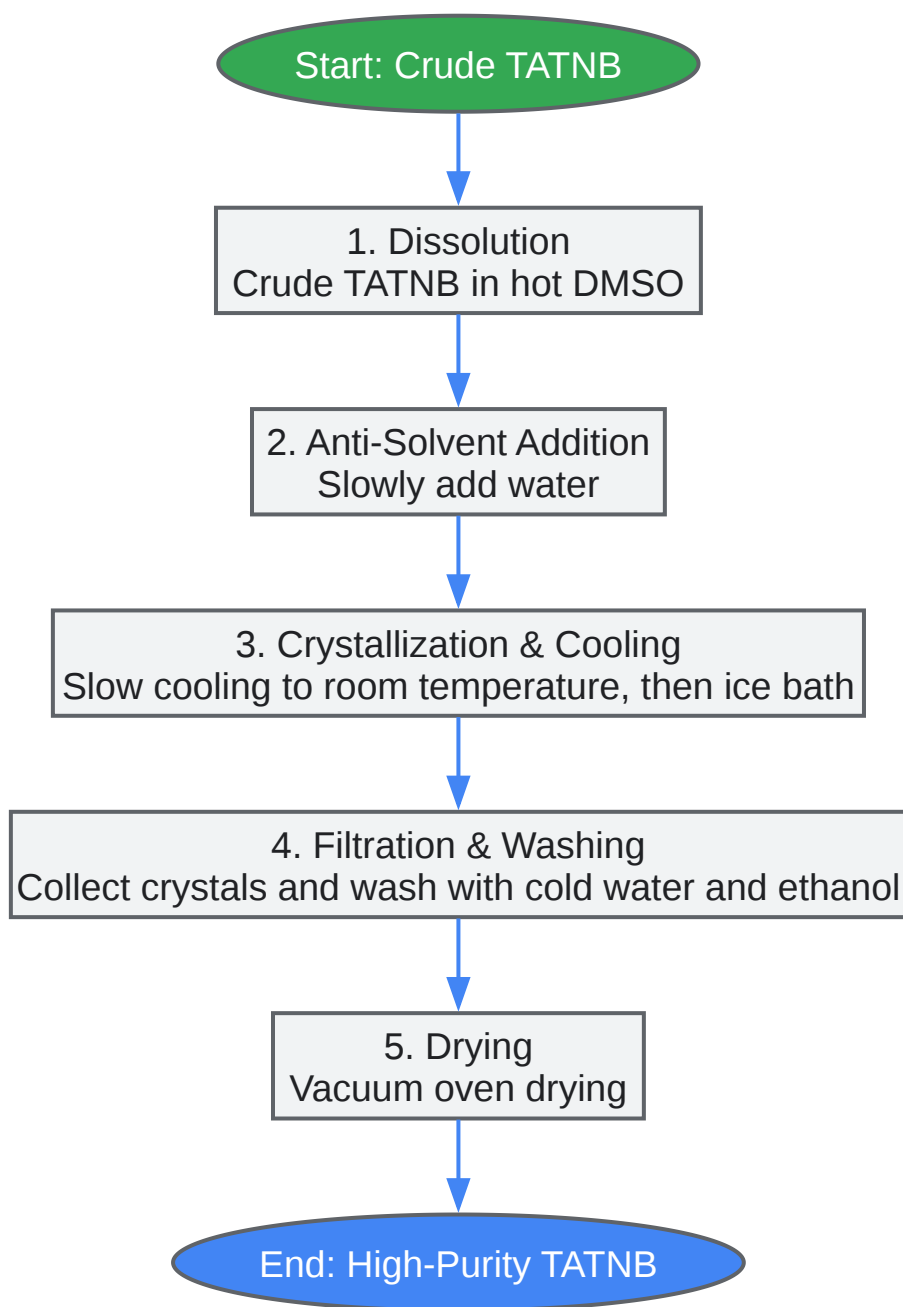 Start: Crude TATNB
1. Dissolution
Crude TATNB in hot DMSO
2. Anti-Solvent Addition
Slowly add water
3. Crystallization & Cooling
Slow cooling to room temperature, then ice bath
4. Filtration & Washing
Collect crystals and wash with cold water and ethanol
5. Drying
Vacuum oven drying
End: High-Purity TATNB